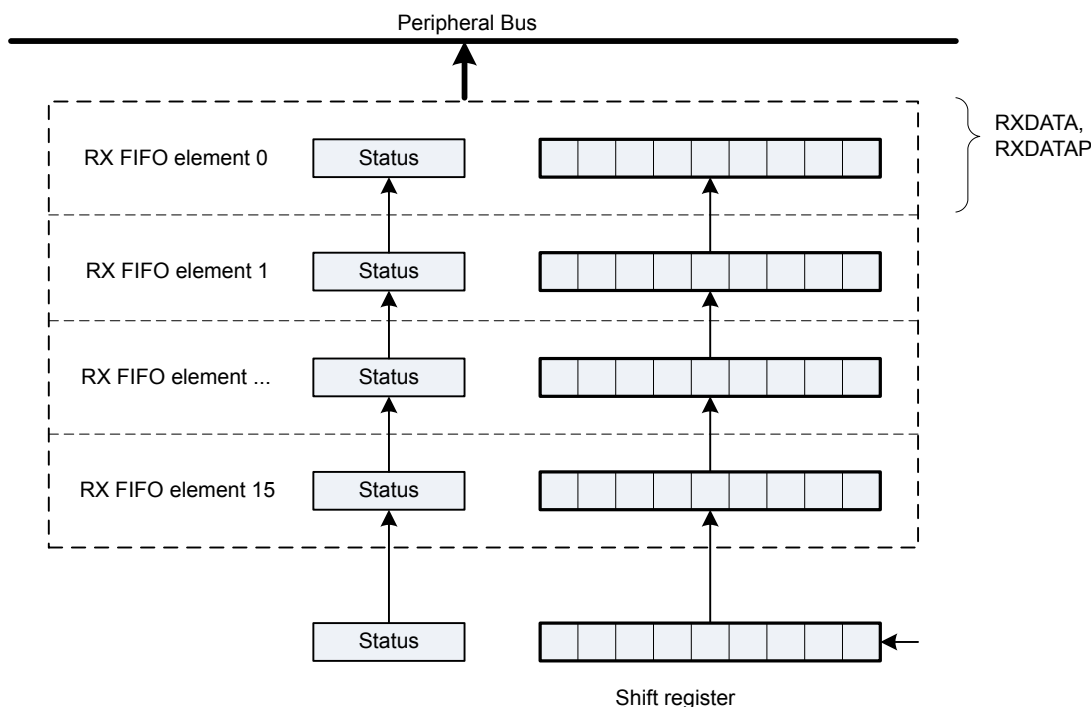 Peripheral Bus
RXDATA,
RXDATAP
RX FIFO element 0
Status
RX FIFO element 1
Status
RX FIFO element ...
Status
RX FIFO element 15
Status
Status
Shift register